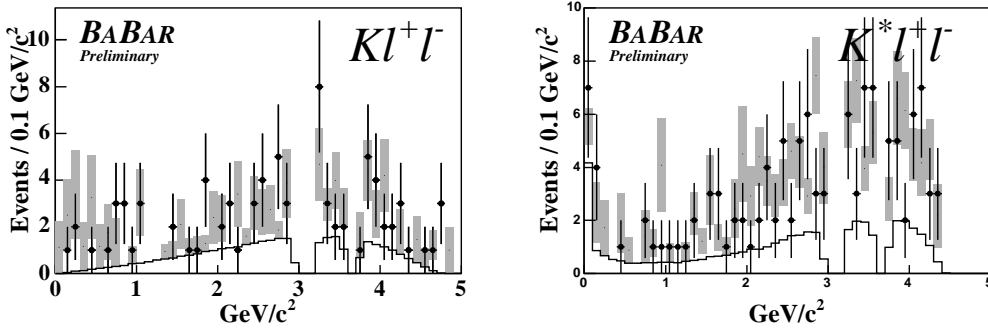 BABAR
Preliminary
Kl⁺l⁻
Events / 0.1 GeV/c²
10
8
6
4
2
0
0 1 2 3 4 5
GeV/c²
BABAR
Preliminary
K*l⁺l⁻
Events / 0.1 GeV/c²
10
8
6
4
2
0
0 1 2 3 4 5
GeV/c²